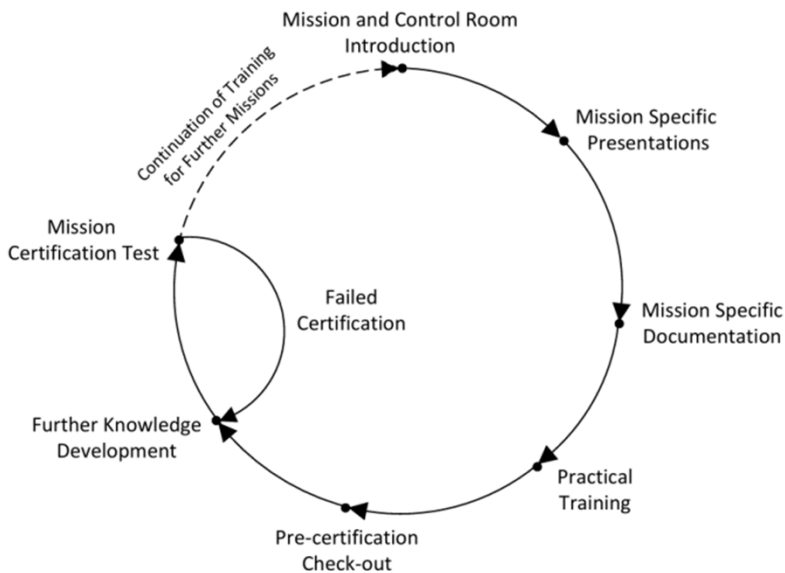 Mission and Control Room
Introduction
Continuation of Training
for Further Missions
Mission Specific
Presentations
Mission
Certification Test
Failed
Certification
Mission Specific
Documentation
Further Knowledge
Development
Practical
Training
Pre-certification
Check-out